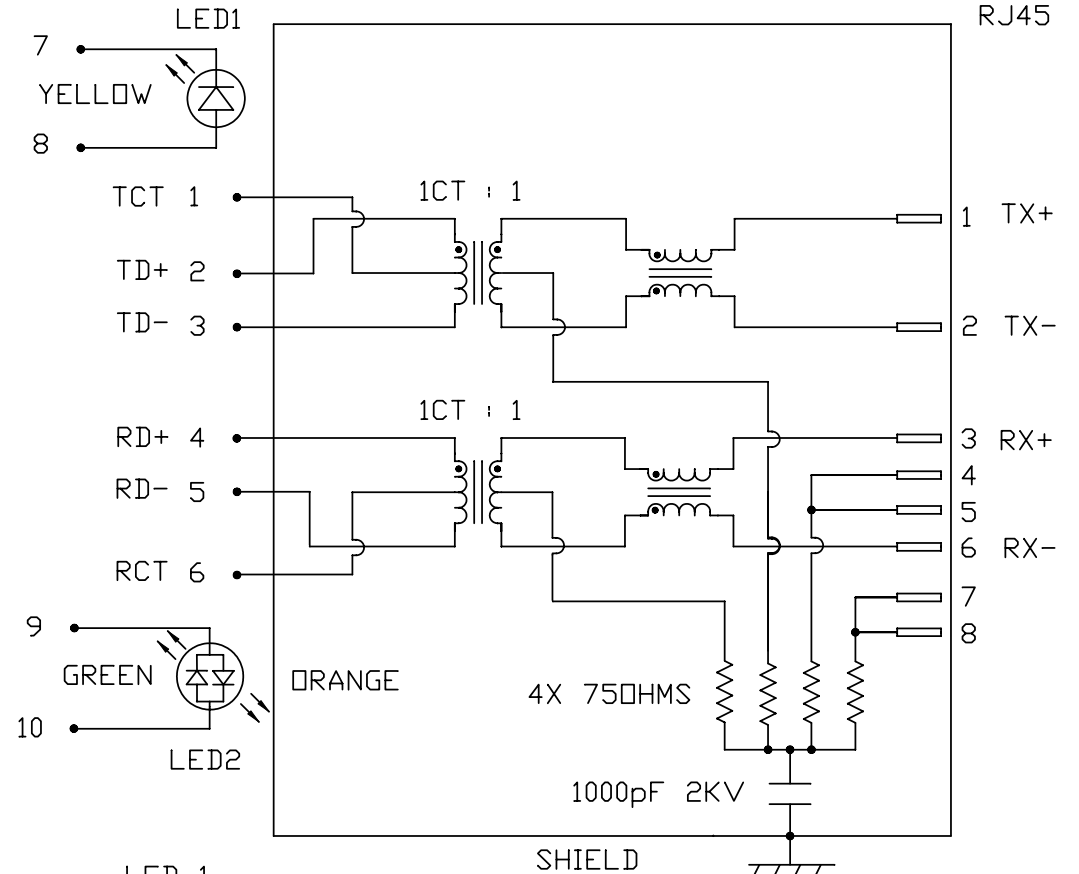 LED1
RJ45
7
YELLOW
8
TCT 1
1CT : 1
1 TX+
TD+ 2
TD- 3
2 TX-
1CT : 1
RD+ 4
3 RX+
4
RD- 5
5
6 RX-
RCT 6
7
9
8
GREEN
ORANGE
4X 75OHMS
10
LED2
1000pF 2KV
SHIELD
LED 1